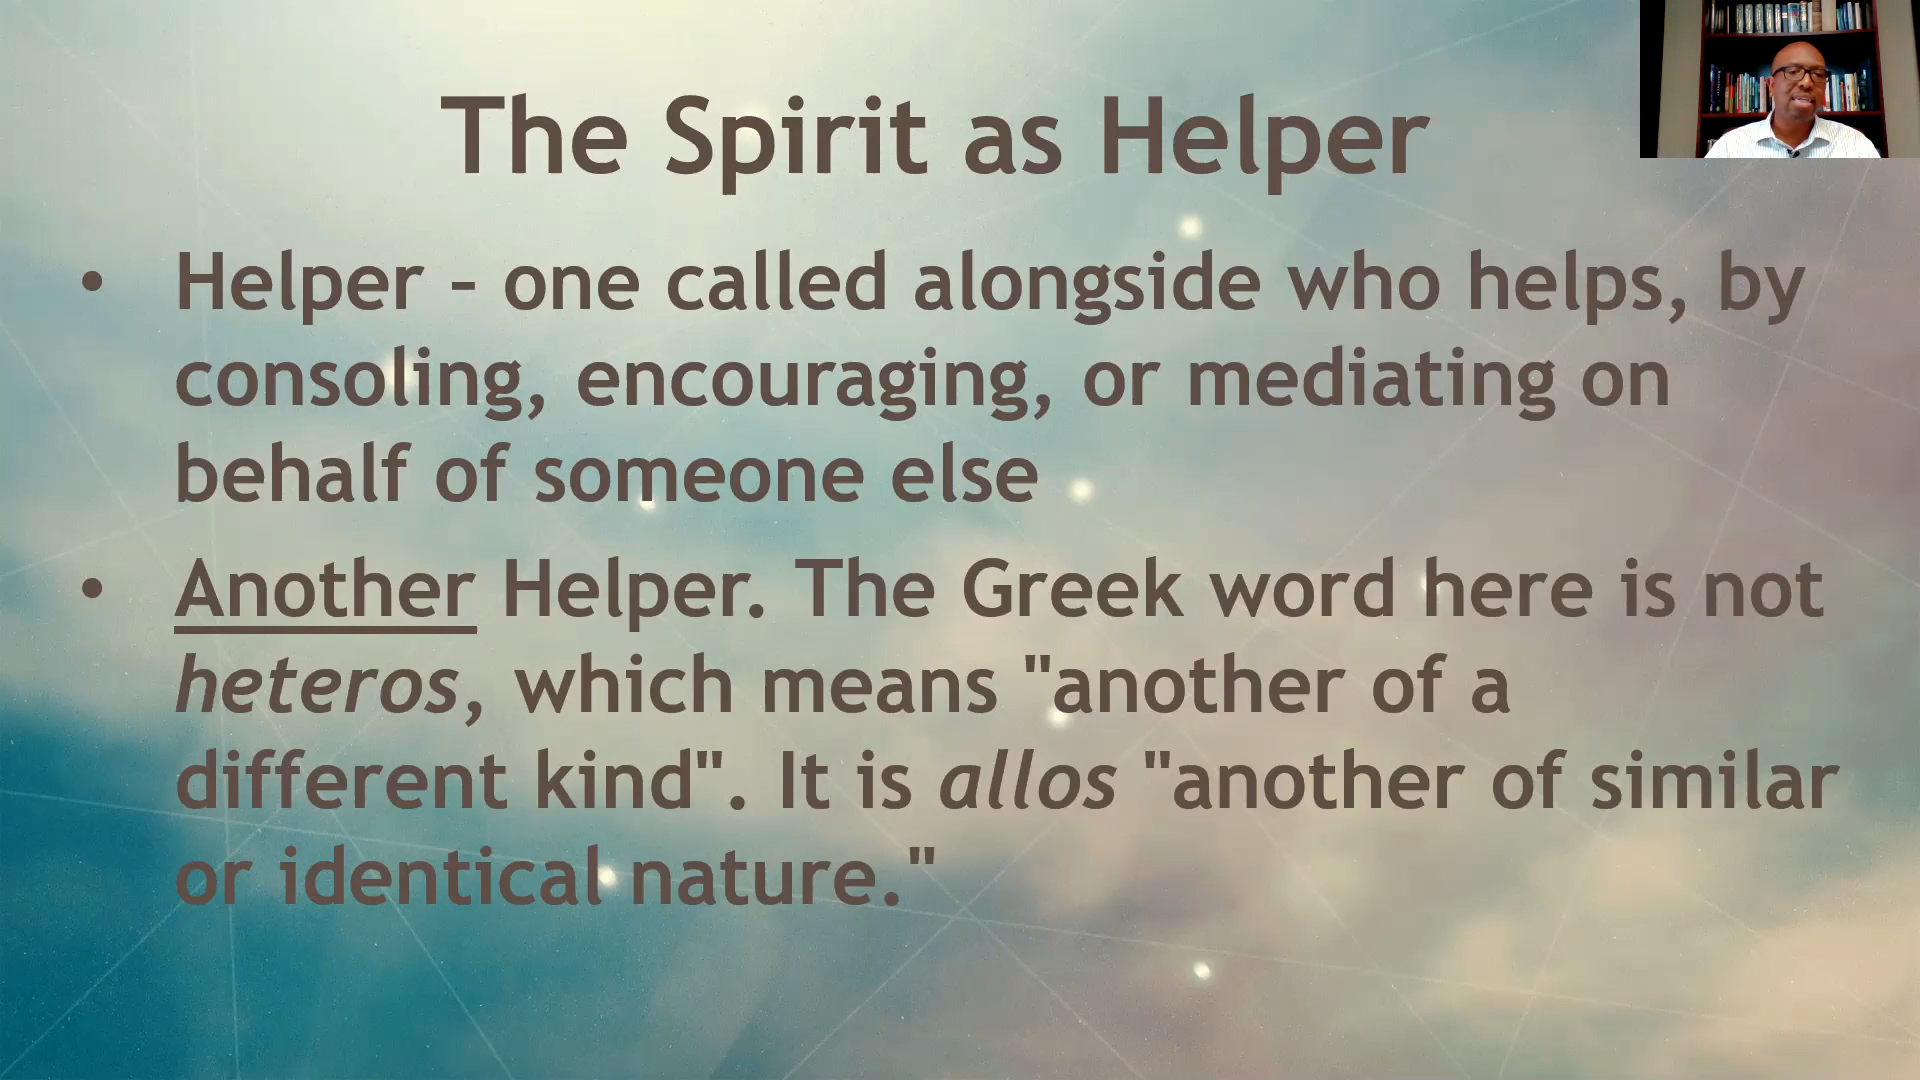 The Spirit as Helper
• Helper – one called alongside who helps, by
consoling, encouraging, or mediating on
behalf of someone else
• Another Helper. The Greek word here is not
heteros, which means "another of a
different kind". It is allos "another of similar
or identical nature."